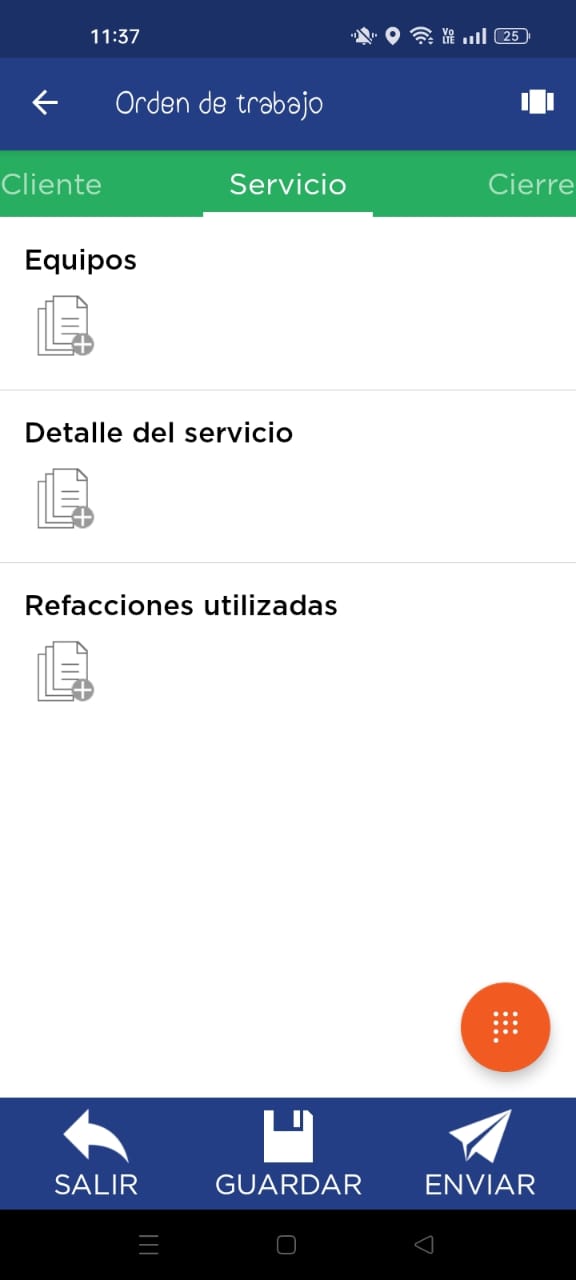 11:37
Vo LTE
25
Orden de trabajo
Cliente
Servicio
Cierre
Equipos
Detalle del servicio
Refacciones utilizadas
SALIR
GUARDAR
ENVIAR